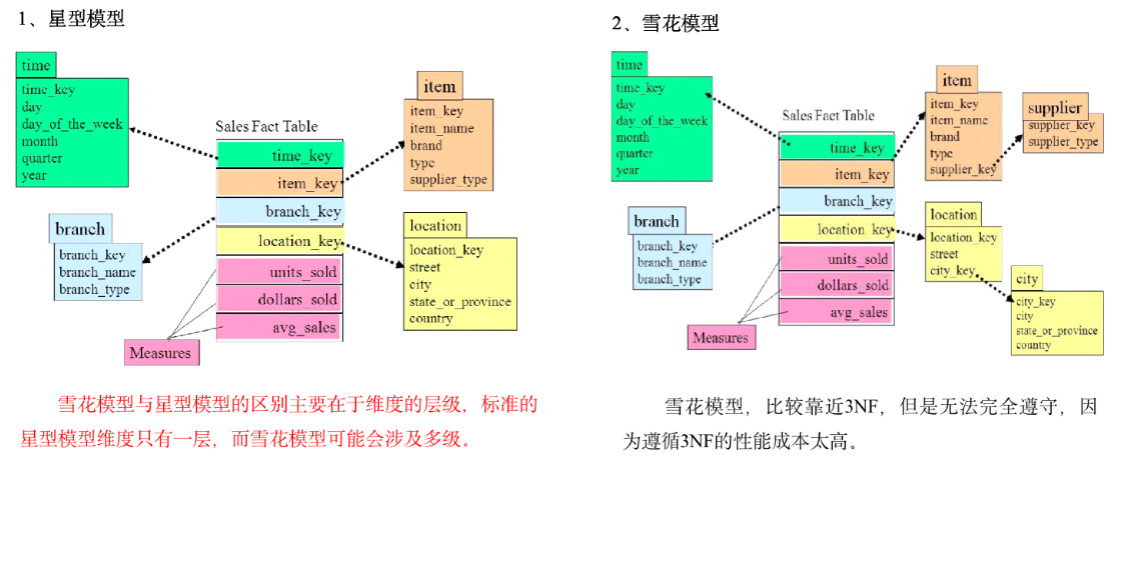 1、星型模型
time
time_key
day
day_of_the_week
month
quarter
year
Sales Fact Table
time_key
item_key
branch_key
location_key
units_sold
dollars_sold
avg_sales
Measures
branch
branch_key
branch_name
branch_type
item
item_key
item_name
brand
type
supplier_type
location
location_key
street
city
state_or_province
country
雪花模型与星型模型的区别主要在于维度的层级，标准的
星型模型维度只有一层，而雪花模型可能会涉及多级。
2、雪花模型
time
time_key
day
day_of_the_week
month
quarter
year
Sales Fact Table
time_key
item_key
branch_key
location_key
units_sold
dollars_sold
avg_sales
Measures
branch
branch_key
branch_name
branch_type
item
item_key
item_name
brand
type
supplier_key
supplier
supplier_key
supplier_type
location
location_key
street
city_key
city
city_key
city
state_or_province
country
雪花模型，比较靠近3NF，但是无法完全遵守，因
为遵循3NF的性能成本太高。